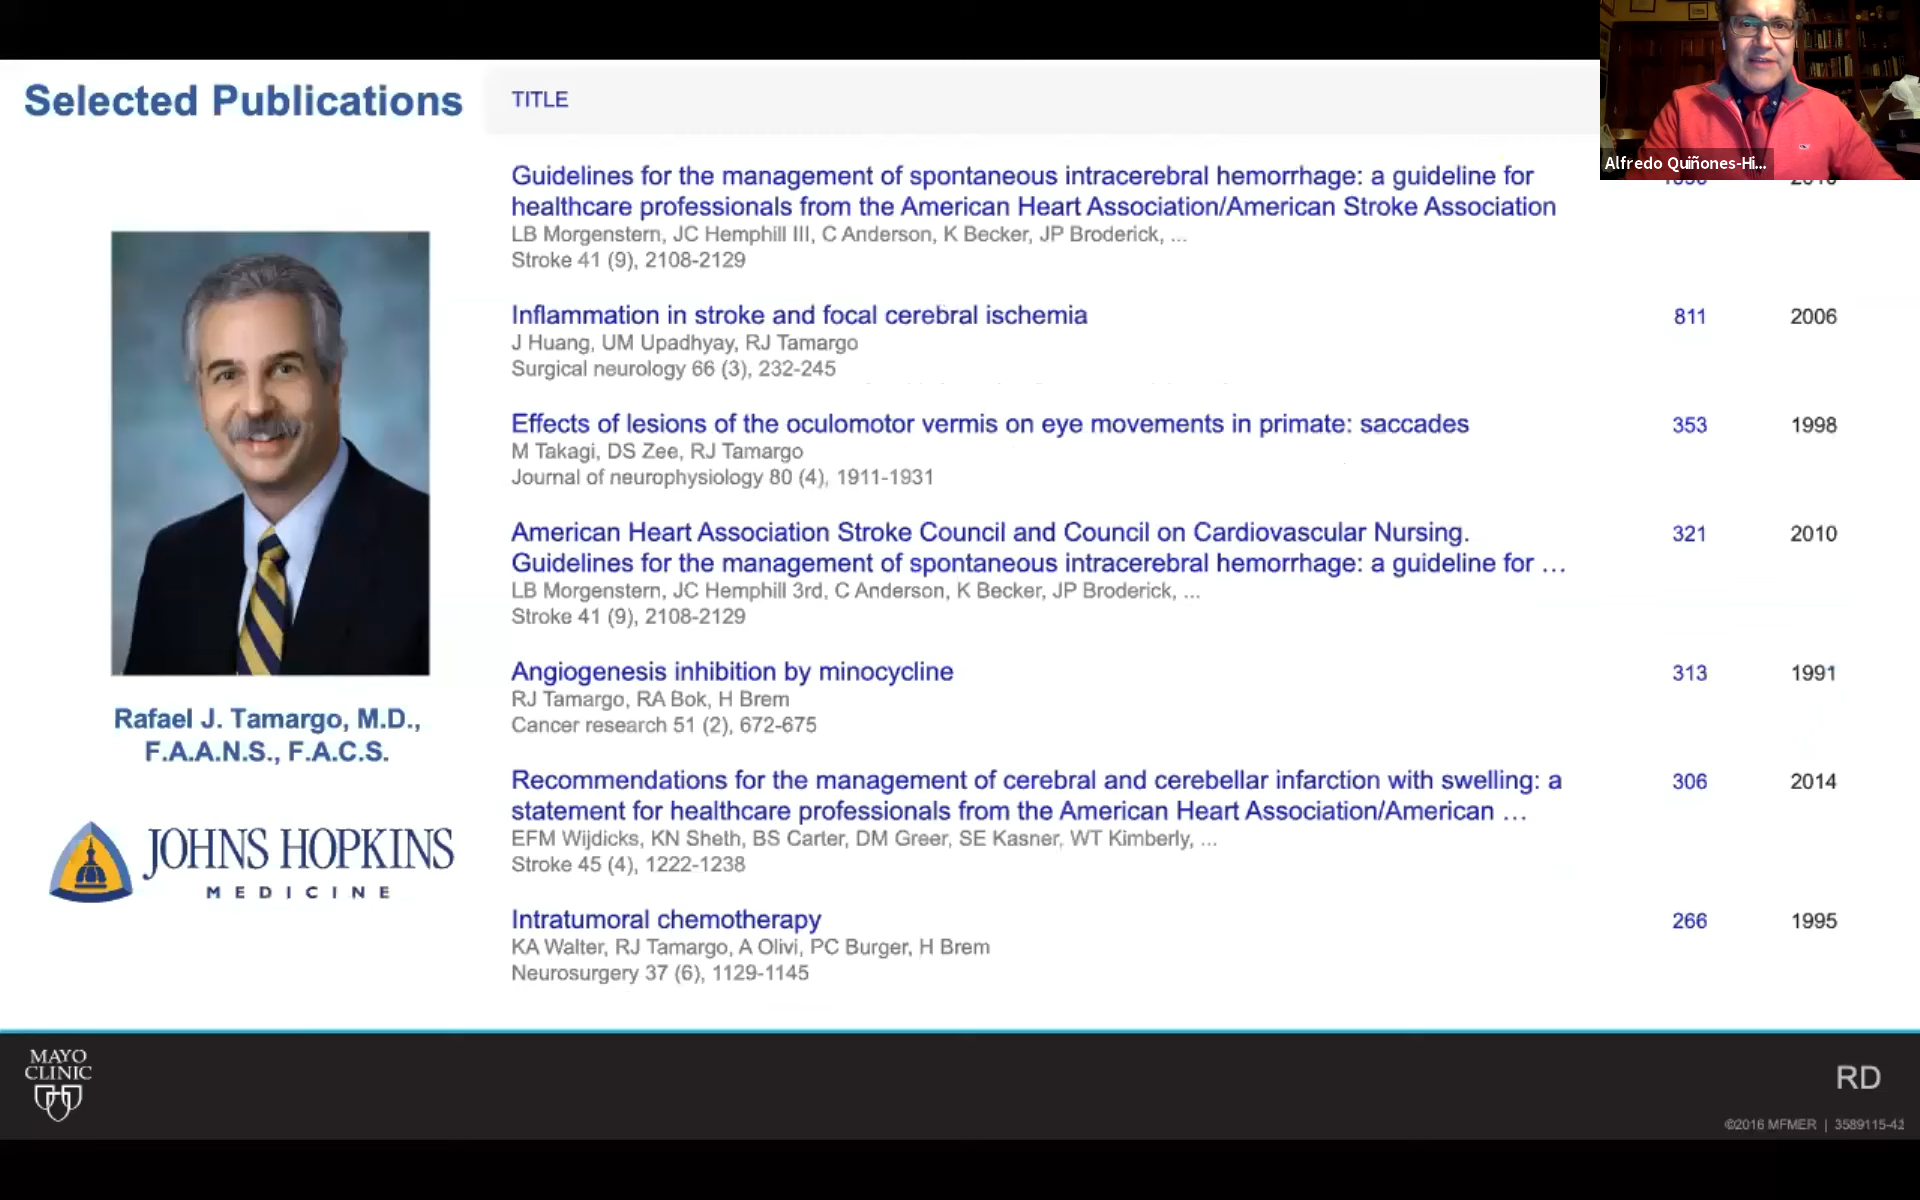 Selected Publications
TITLE
Alfredo Quiñones-Hi...
Guidelines for the management of spontaneous intracerebral hemorrhage: a guideline for
healthcare professionals from the American Heart Association/American Stroke Association
LB Morgenstern, JC Hemphill III, C Anderson, K Becker, JP Broderick, ...
Stroke 41 (9), 2108-2129
Inflammation in stroke and focal cerebral ischemia 811 2006
J Huang, UM Upadhyay, RJ Tamargo
Surgical neurology 66 (3), 232-245
Effects of lesions of the oculomotor vermis on eye movements in primate: saccades 353 1998
M Takagi, DS Zee, RJ Tamargo
Journal of neurophysiology 80 (4), 1911-1931
American Heart Association Stroke Council and Council on Cardiovascular Nursing. 321 2010
Guidelines for the management of spontaneous intracerebral hemorrhage: a guideline for ...
LB Morgenstern, JC Hemphill 3rd, C Anderson, K Becker, JP Broderick, ...
Stroke 41 (9), 2108-2129
Angiogenesis inhibition by minocycline 313 1991
RJ Tamargo, RA Bok, H Brem
Cancer research 51 (2), 672-675
Recommendations for the management of cerebral and cerebellar infarction with swelling: a 306 2014
statement for healthcare professionals from the American Heart Association/American ...
EFM Wijdicks, KN Sheth, BS Carter, DM Greer, SE Kasner, WT Kimberly, ...
Stroke 45 (4), 1222-1238
Intratumoral chemotherapy 266 1995
KA Walter, RJ Tamargo, A Olivi, PC Burger, H Brem
Neurosurgery 37 (6), 1129-1145
Rafael J. Tamargo, M.D.,
F.A.A.N.S., F.A.C.S.
JOHNS HOPKINS
MEDICINE
MAYO
CLINIC
RD
©2016 MFMER | 3589115-42